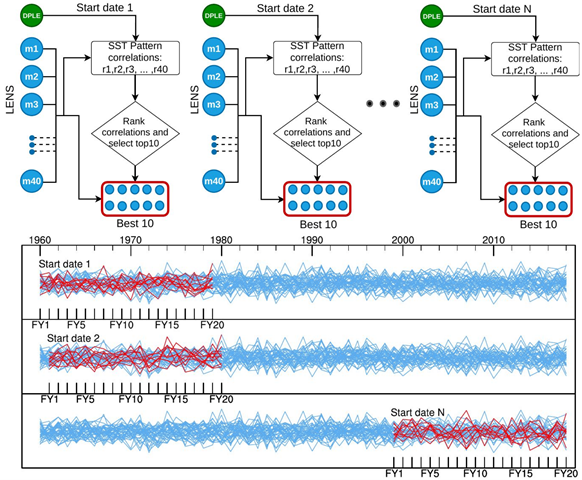 DPLE
Start date 1
m1
m2
m3
m40
LENS
SST Pattern
correlations:
r1,r2,r3, ... ,r40
Rank
correlations and
select top10
Best 10
DPLE
Start date 2
m1
m2
m3
m40
LENS
SST Pattern
correlations:
r1,r2,r3, ... ,r40
Rank
correlations and
select top10
Best 10
DPLE
Start date N
m1
m2
m3
m40
LENS
SST Pattern
correlations:
r1,r2,r3, ... ,r40
Rank
correlations and
select top10
Best 10
1960 1970 1980 1990 2000 2010
Start date 1
FY1 FY5 FY10 FY15 FY20
Start date 2
FY1 FY5 FY10 FY15 FY20
Start date N
FY1 FY5 FY10 FY15 FY20